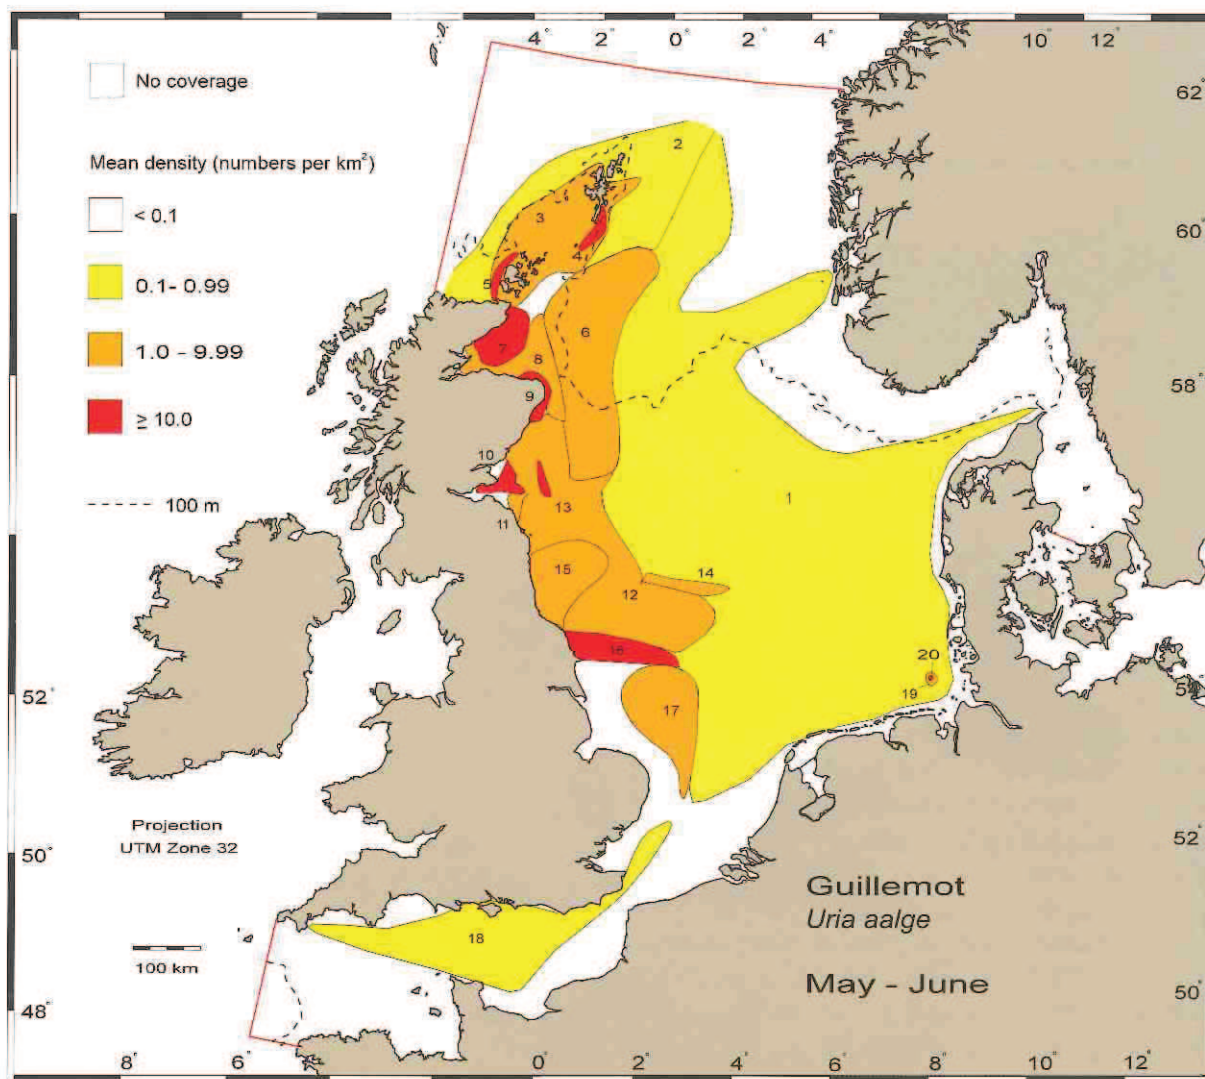 4° 2° 0° 2° 4° 10° 12°
No coverage
Mean density (numbers per km²)
< 0.1
0.1- 0.99
1.0 - 9.99
≥ 10.0
100 m
62°
60°
58°
2
3
4
5
6
7
8
9
10
11
13
1
15
14
12
16
20
19
17
52°
Projection
UTM Zone 32
50°
52°
Guillemot
Uria aalge
18
100 km
May - June
48°
50°
8° 6° 0° 2° 4° 6° 8° 10° 12°